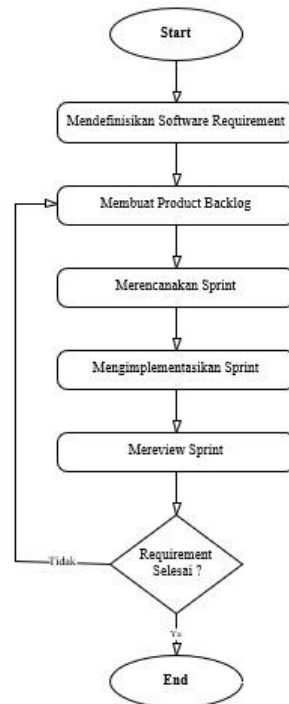 Start
Mendefinisikan Software Requirement
Membuat Product Backlog
Merencanakan Sprint
Mengimplementasikan Sprint
Mereview Sprint
Requirement
Selesai ?
Tidak
Ya
End